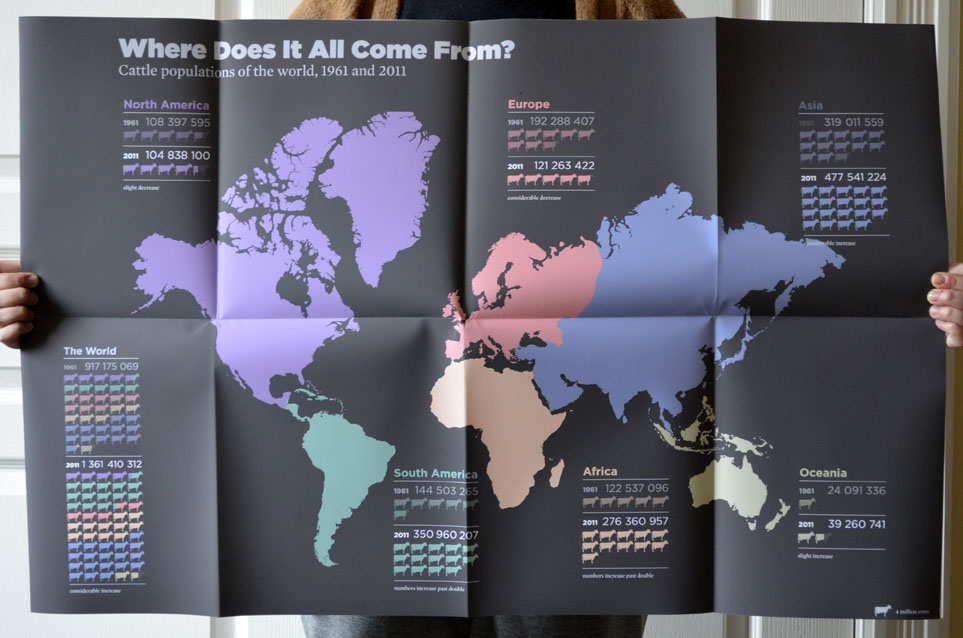 Where Does It All Come From?
Cattle populations of the world, 1961 and 2011
North America
1961 108 397 595
2011 104 838 100
slight decrease
Europe
1961 192 288 407
2011 121 263 422
considerable decrease
Asia
1961 319 011 559
2011 477 541 224
considerable increase
The World
1961 917 175 069
2011 1 361 410 312
considerable increase
South America
1961 144 503 265
2011 350 960 207
numbers increase past double
Africa
1961 122 537 096
2011 276 360 957
numbers increase past double
Oceania
1961 24 091 336
2011 39 260 741
slight increase
4 million cows